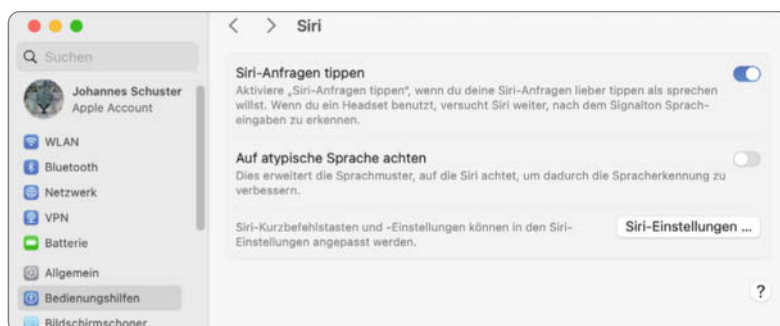 Siri
Suchen
Johannes Schuster
Apple Account
WLAN
Bluetooth
Netzwerk
VPN
Batterie
Allgemein
Bedienungshilfen
Bildschirmschoner
Siri-Anfragen tippen
Aktiviere „Siri-Anfragen tippen“, wenn du deine Siri-Anfragen lieber tippen als sprechen
willst. Wenn du ein Headset benutzt, versucht Siri weiter, nach dem Signalton Sprach-
eingaben zu erkennen.
Auf atypische Sprache achten
Dies erweitert die Sprachmuster, auf die Siri achtet, um dadurch die Spracherkennung zu
verbessern.
Siri-Kurzbefehlstasten und -Einstellungen können in den Siri-
Einstellungen angepasst werden.
Siri-Einstellungen ...
?